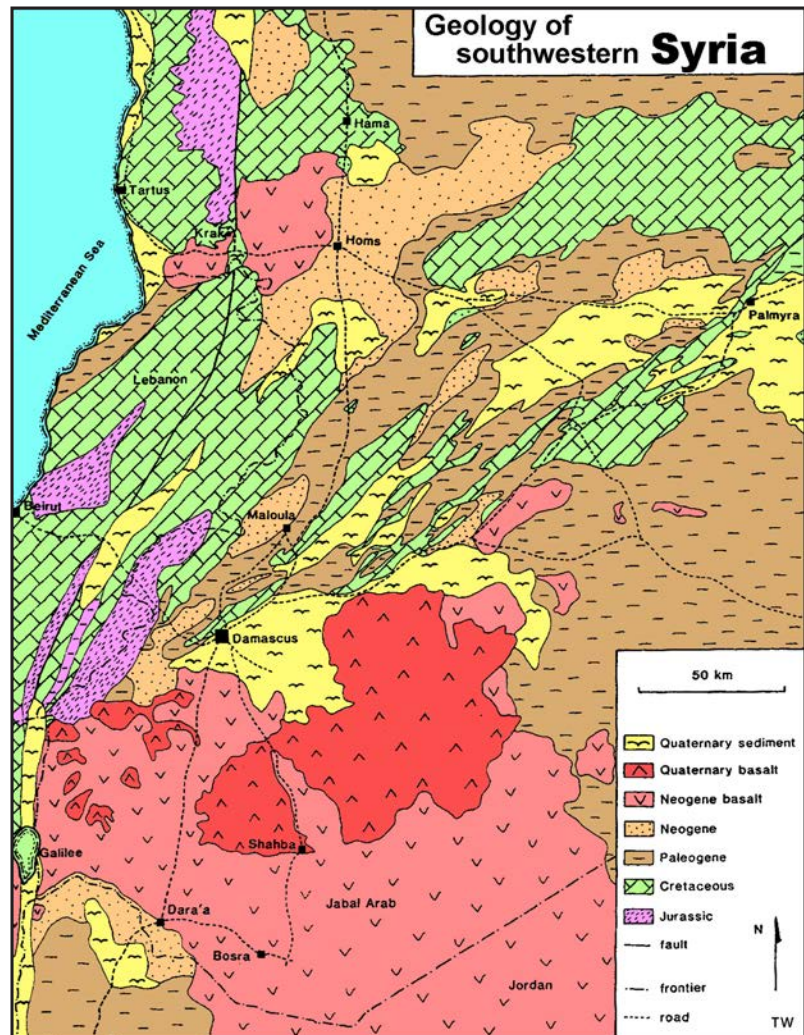 Geology of
southwestern Syria
Hama
Tartus
Krak
Homs
Mediterranean Sea
Palmyra
Lebanon
Beirut
Maloula
Damascus
50 km
Quaternary sediment
Quaternary basalt
Neogene basalt
Neogene
Paleogene
Cretaceous
Jurassic
fault
frontier
road
N
TW
Shahba
Galilee
Jabal Arab
Dara'a
Bosra
Jordan